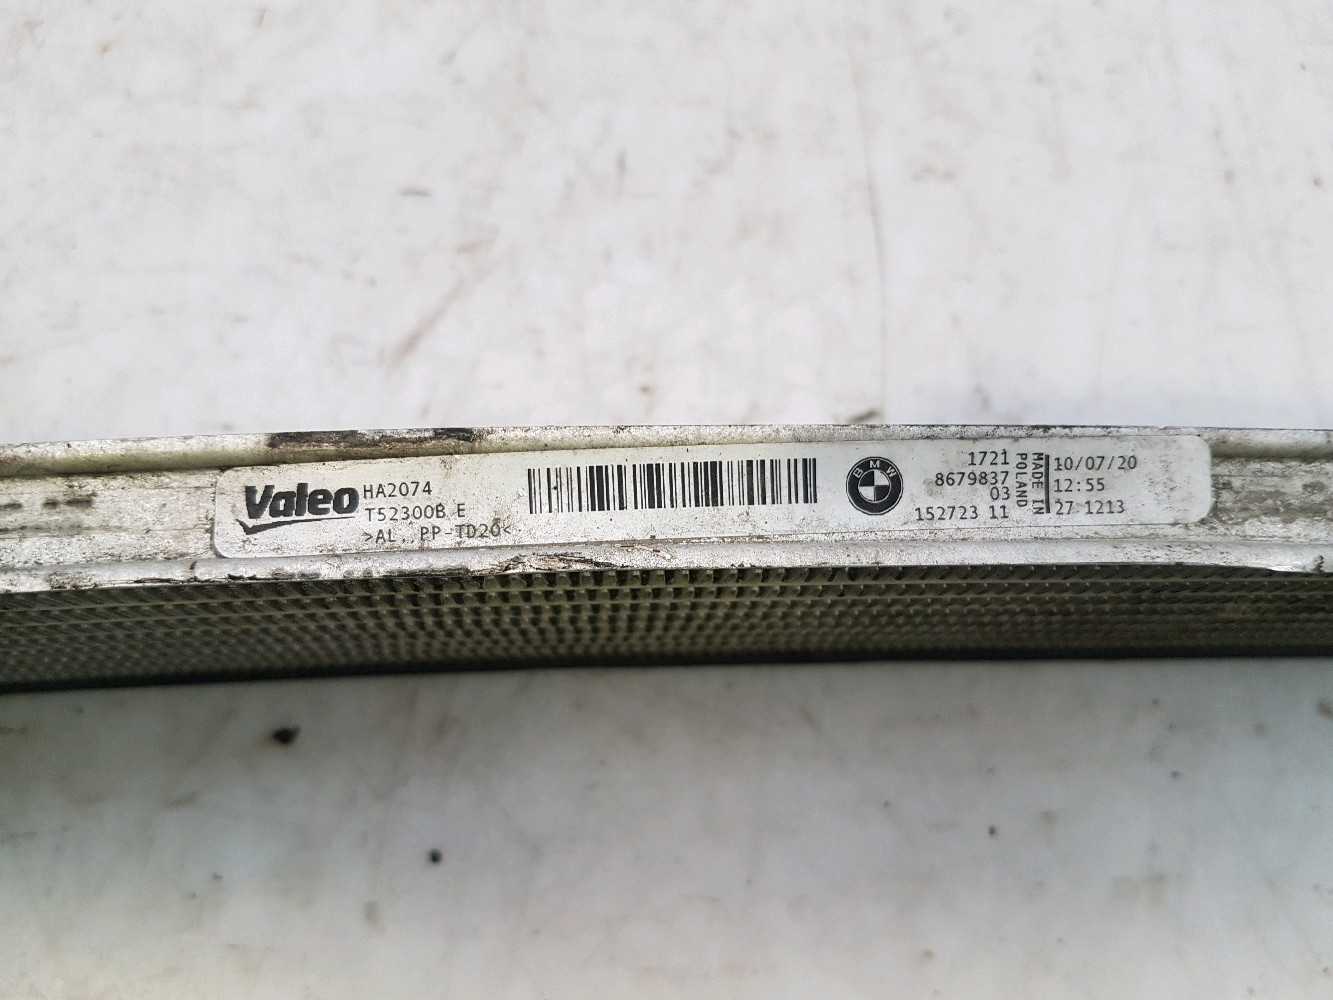 Valeo
HA2074
T52300B E
>AL. PP-TD20<
BMW
1721
8679837
03
152723 11
MADE IN
POLAND
10/07/20
12:55
27 1213